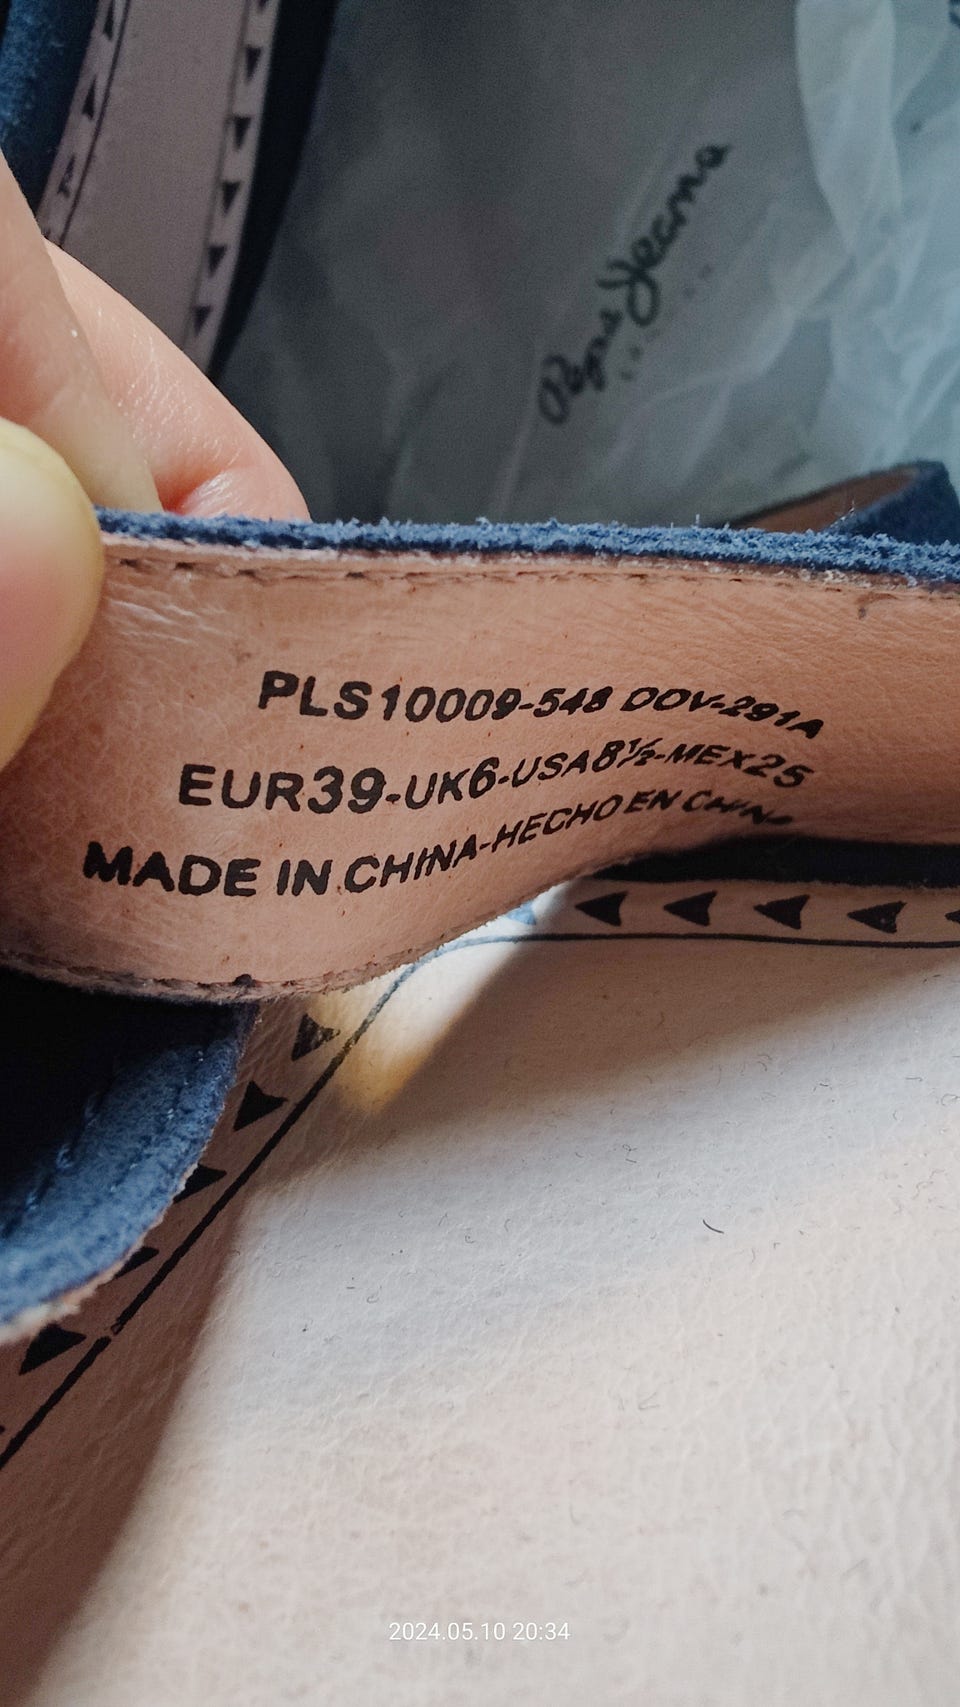 Pepe Jeans
PLS10009-548 DOV-291A
EUR39-UK6-USA8½-MEX25
MADE IN CHINA-HECHO EN CHINA
2024.05.10 20:34